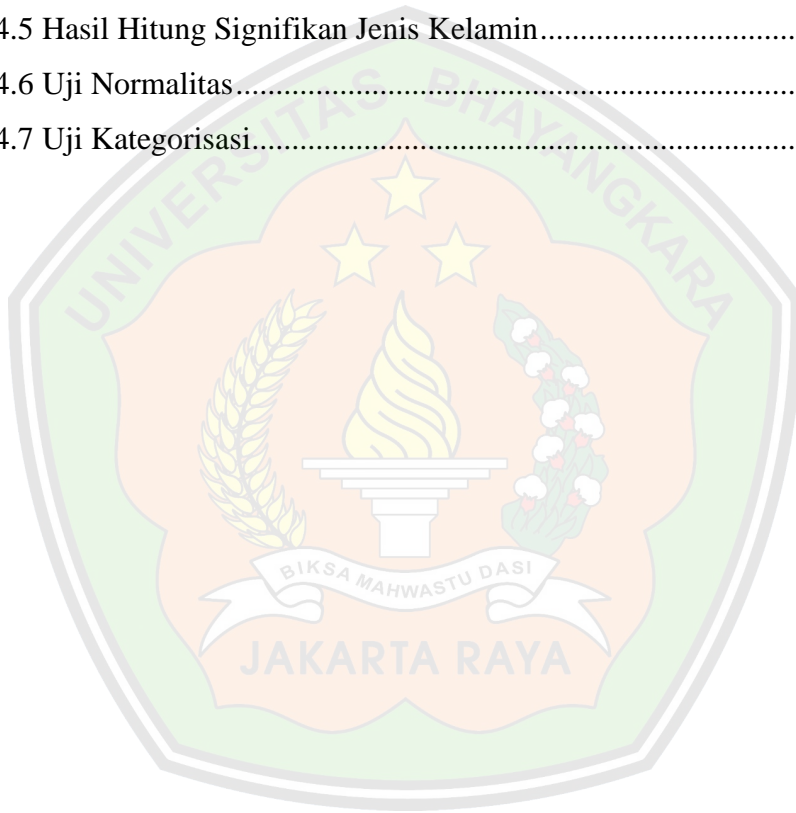 4.5 Hasil Hitung Signifikan Jenis Kelamin..............................
4.6 Uji Normalitas.....................................................................
4.7 Uji Kategorisasi...................................................................
UNIVERSITAS BHAYANGKARA
BIKSA MAHWASTU DASI
JAKARTA RAYA